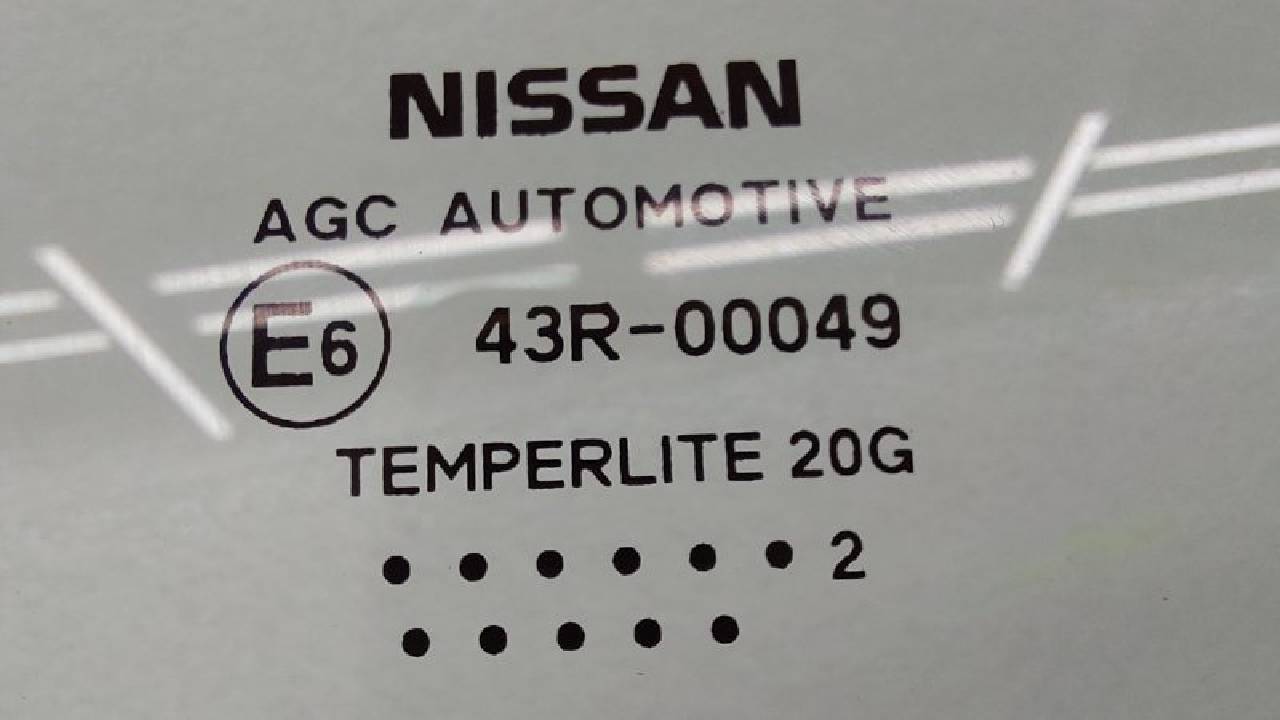 NISSAN
AGC AUTOMOTIVE
E6 43R-00049
TEMPERLITE 20G
• • • • • • 2
• • • • •